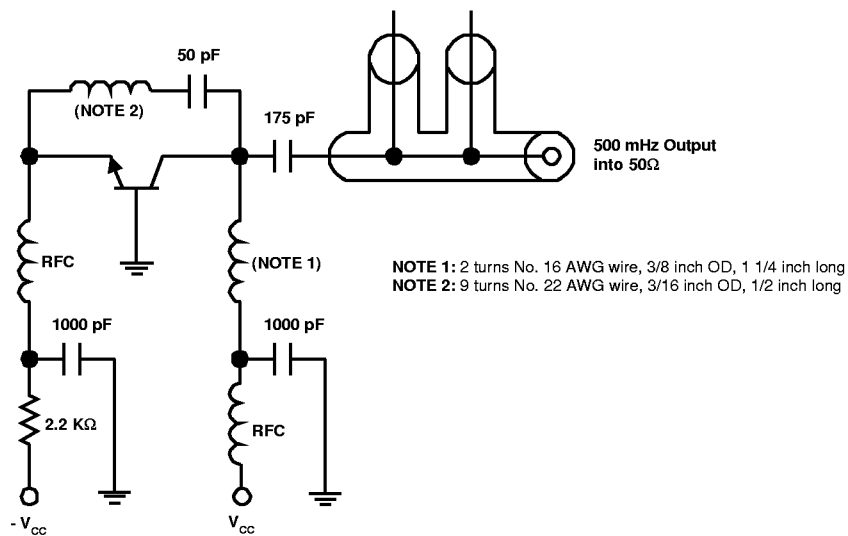 50 pF
(NOTE 2)
175 pF
500 mHz Output
into 50Ω
RFC
(NOTE 1)
NOTE 1: 2 turns No. 16 AWG wire, 3/8 inch OD, 1 1/4 inch long
NOTE 2: 9 turns No. 22 AWG wire, 3/16 inch OD, 1/2 inch long
1000 pF
1000 pF
2.2 KΩ
RFC
- VCC
VCC